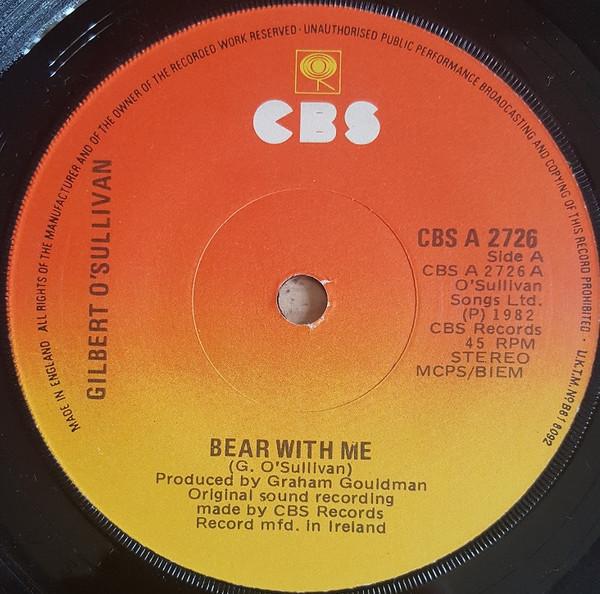 MADE IN ENGLAND ALL RIGHTS OF THE MANUFACTURER AND OF THE OWNER OF THE RECORDED WORK RESERVED · UNAUTHORISED PUBLIC PERFORMANCE BROADCASTING AND COPYING OF THIS RECORD PROHIBITED · U.K.T.M. Nº B818092
CBS
GILBERT O'SULLIVAN
CBS A 2726
Side A
CBS A 2726 A
O'Sullivan
Songs Ltd.
(P) 1982
CBS Records
45 RPM
STEREO
MCPS/BIEM
BEAR WITH ME
(G. O'Sullivan)
Produced by Graham Gouldman
Original sound recording
made by CBS Records
Record mfd. in Ireland